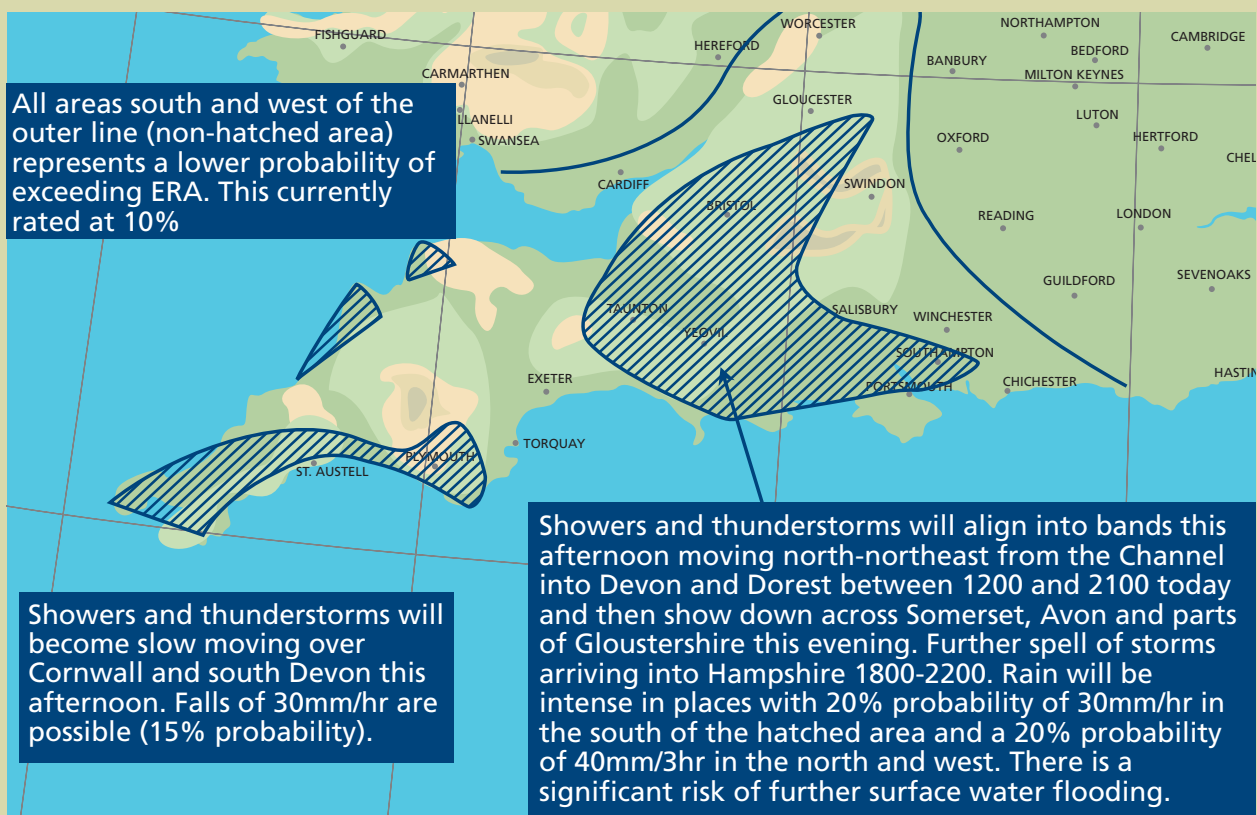 FISHGUARD
WORCESTER
NORTHAMPTON
CAMBRIDGE
HEREFORD
BEDFORD
BANBURY
CARMARTHEN
MILTON KEYNES
All areas south and west of the
outer line (non-hatched area)
represents a lower probability of
exceeding ERA. This currently
rated at 10%
GLOUCESTER
LLANELLI
LUTON
SWANSEA
OXFORD
HERTFORD
CHEL
CARDIFF
SWINDON
BRISTOL
READING
LONDON
SEVENOAKS
GUILDFORD
TAUNTON
SALISBURY
WINCHESTER
YEOVIL
SOUTHAMPTON
HASTIN
EXETER
PORTSMOUTH
CHICHESTER
TORQUAY
PLYMOUTH
ST. AUSTELL
Showers and thunderstorms will
become slow moving over
Cornwall and south Devon this
afternoon. Falls of 30mm/hr are
possible (15% probability).
Showers and thunderstorms will align into bands this
afternoon moving north-northeast from the Channel
into Devon and Dorest between 1200 and 2100 today
and then show down across Somerset, Avon and parts
of Gloustershire this evening. Further spell of storms
arriving into Hampshire 1800-2200. Rain will be
intense in places with 20% probability of 30mm/hr in
the south of the hatched area and a 20% probability
of 40mm/3hr in the north and west. There is a
significant risk of further surface water flooding.